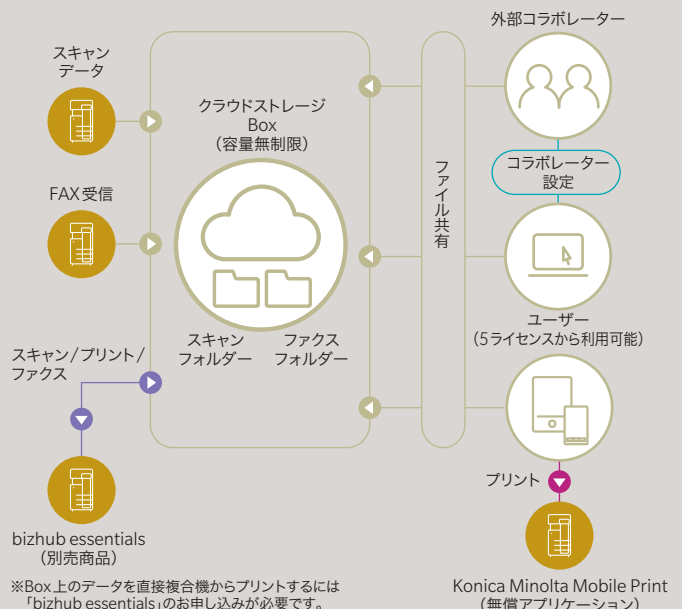 外部コラボレーター
スキャン
データ
クラウドストレージ
Box
（容量無制限）
コラボレーター
設定
ファイル共有
FAX受信
スキャン
フォルダー
ファクス
フォルダー
ユーザー
（5ライセンスから利用可能）
スキャン/プリント/
ファクス
プリント
bizhub essentials
（別売商品）
Konica Minolta Mobile Print
（無償アプリケーション）
※Box上のデータを直接複合機からプリントするには
「bizhub essentials」のお申し込みが必要です。